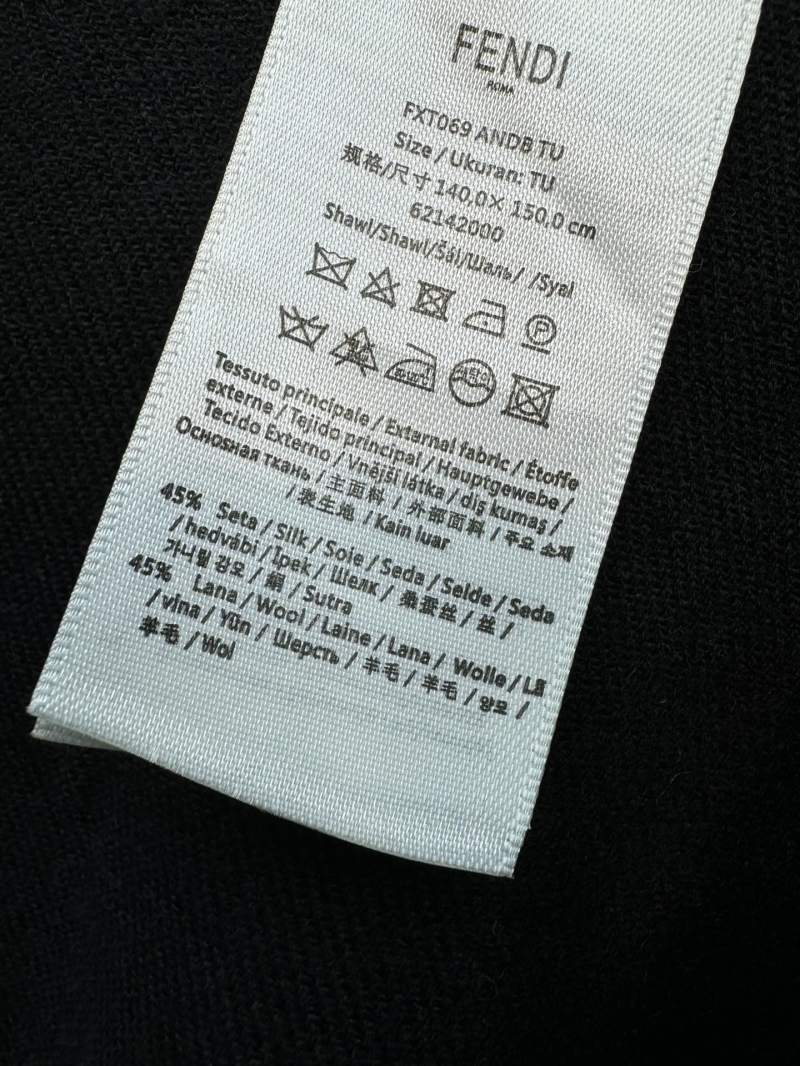 FENDI
ROMA
FXT069 ANDB TU
Size / Ukuran: TU
规格/尺寸 140,0× 150,0 cm
62142000
Shawl/Shawl/Šál/Шаль/ /Syal
P
Tessuto principale / External fabric / Étoffe
externe / Tejido principal / Hauptgewebe /
Tecido Externo / Vnější látka / diş kumaş /
Основная ткань / 主面料 / 外部面料 / 주요 소재
/ 表生地 / Kain luar
45% Seta / Silk / Soie / Seda / Seide / Seda
/ hedvábí / İpek / Шелк / 桑蚕丝 / 丝 /
가니릴 감모 / 絹 / Sutra
45% Lana / Wool / Laine / Lana / Wolle / Lã
/ vlna / Yün / Шерсть / 羊毛 / 羊毛 / 양모 /
羊毛 / Wol